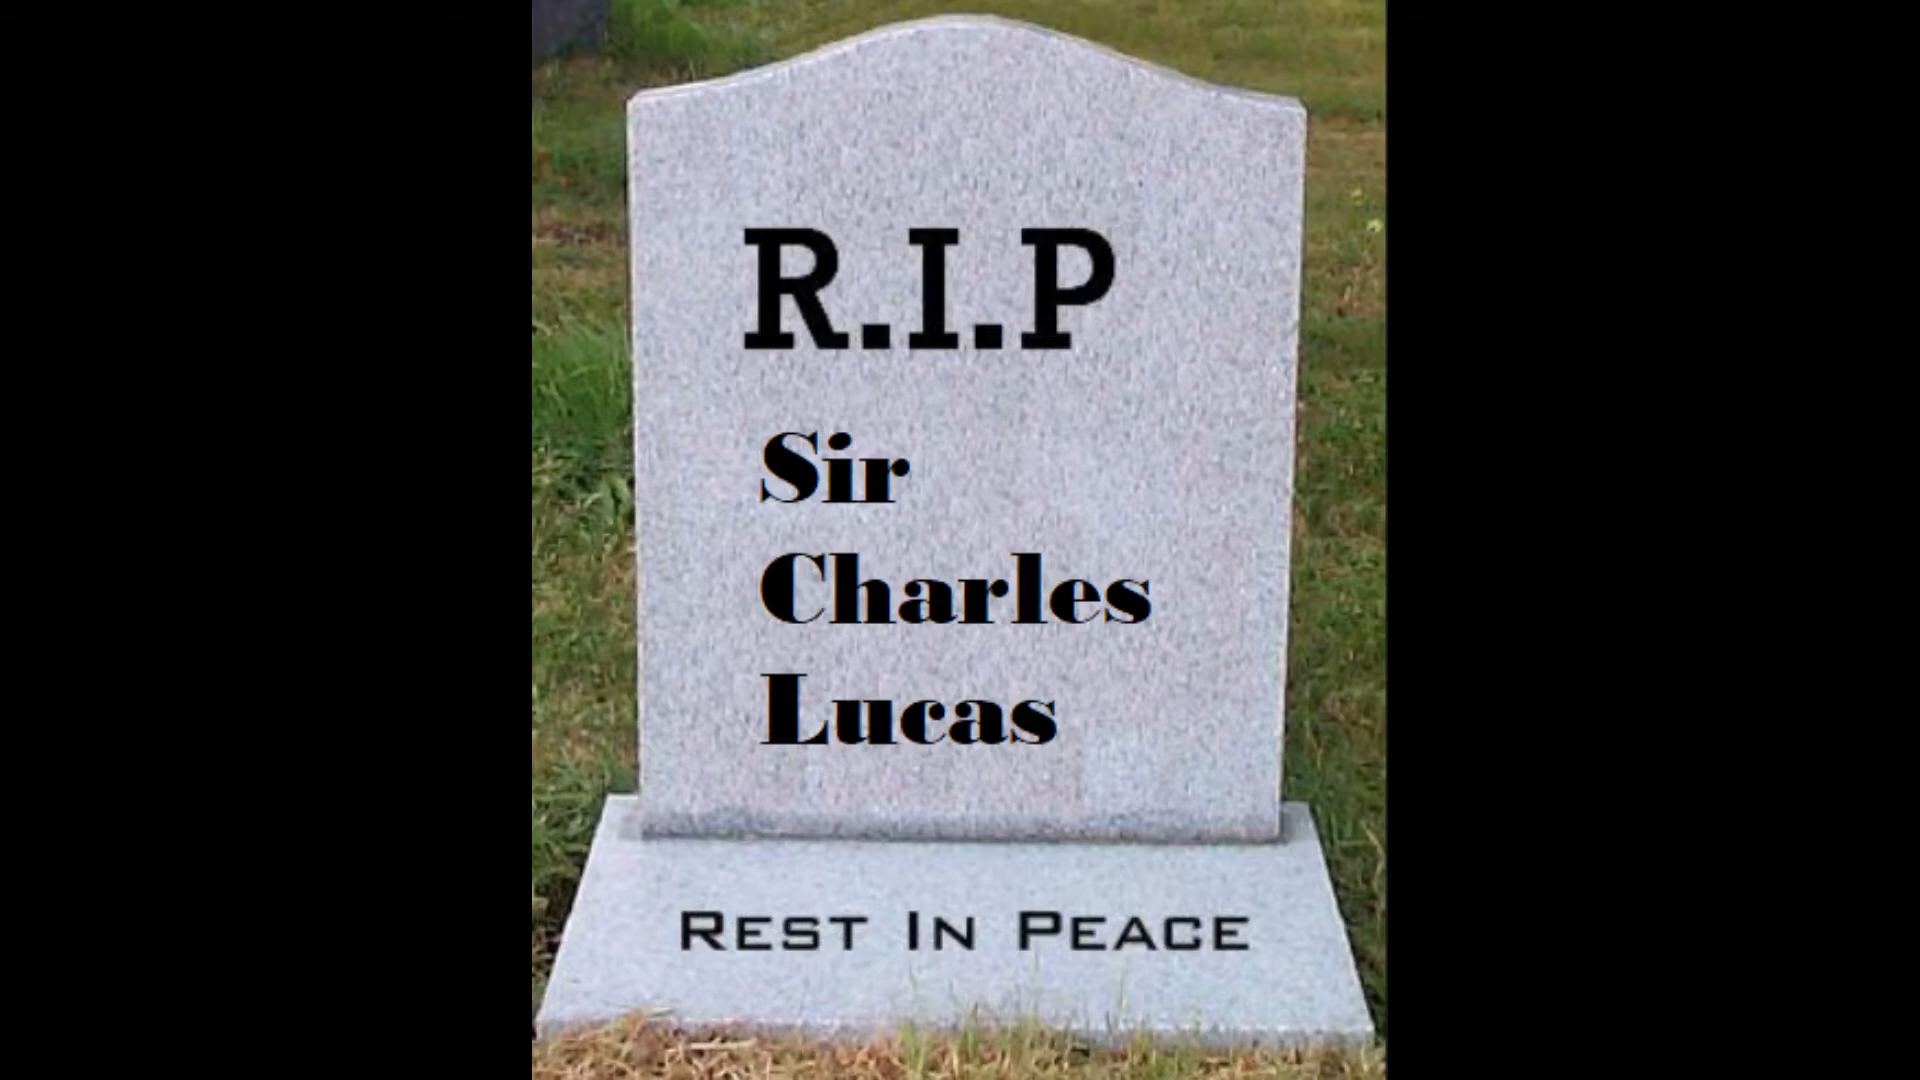 R.I.P
Sir
Charles
Lucas
REST IN PEACE